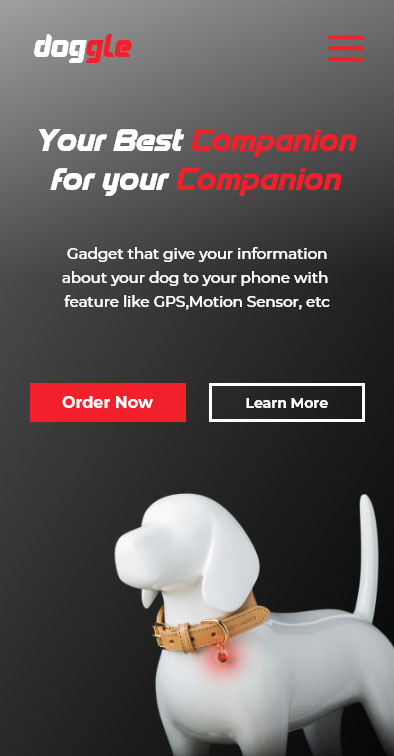 doggle
Your Best Companion
for your Companion
Gadget that give your information
about your dog to your phone with
feature like GPS,Motion Sensor, etc
Order Now
Learn More